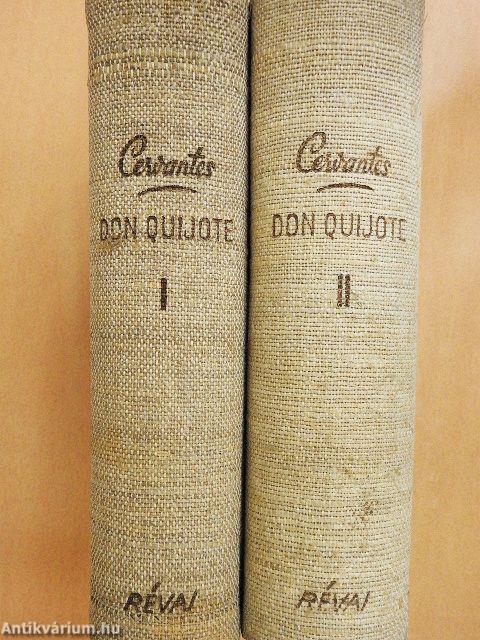 Cervantes
DON QUIJOTE
I
RÉVAI
Cervantes
DON QUIJOTE
II
RÉVAI
Antikvárium.hu